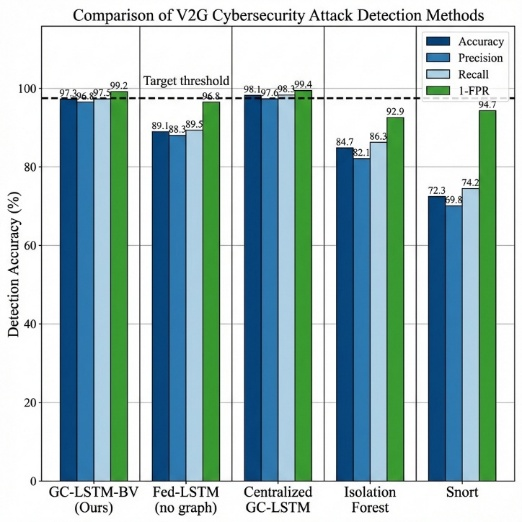 Comparison of V2G Cybersecurity Attack Detection Methods
Accuracy
Precision
Recall
1-FPR
Target threshold
Detection Accuracy (%)
100
80
60
40
20
0
97.3 96.8 97.5 99.2
89.1 88.3 89.5 96.8
98.1 97.6 98.3 99.4
84.7 82.1 86.3 92.9
72.3 69.8 74.2 94.7
GC-LSTM-BV
(Ours)
Fed-LSTM
(no graph)
Centralized
GC-LSTM
Isolation
Forest
Snort